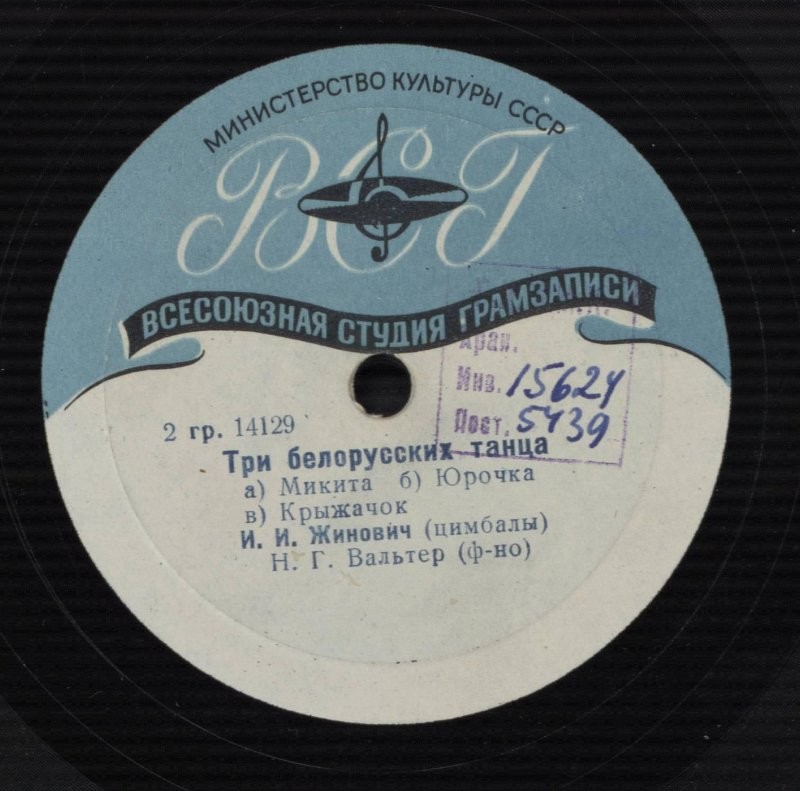 МИНИСТЕРСТВО КУЛЬТУРЫ СССР
ВСГ
ВСЕСОЮЗНАЯ СТУДИЯ ГРАМЗАПИСИ
Хран.
Инв. 15624
Пост. 5439
2 гр. 14129
Три белорусских танца
а) Микита б) Юрочка
в) Крыжачок
И. И. Жинович (цимбалы)
Н. Г. Вальтер (ф-но)